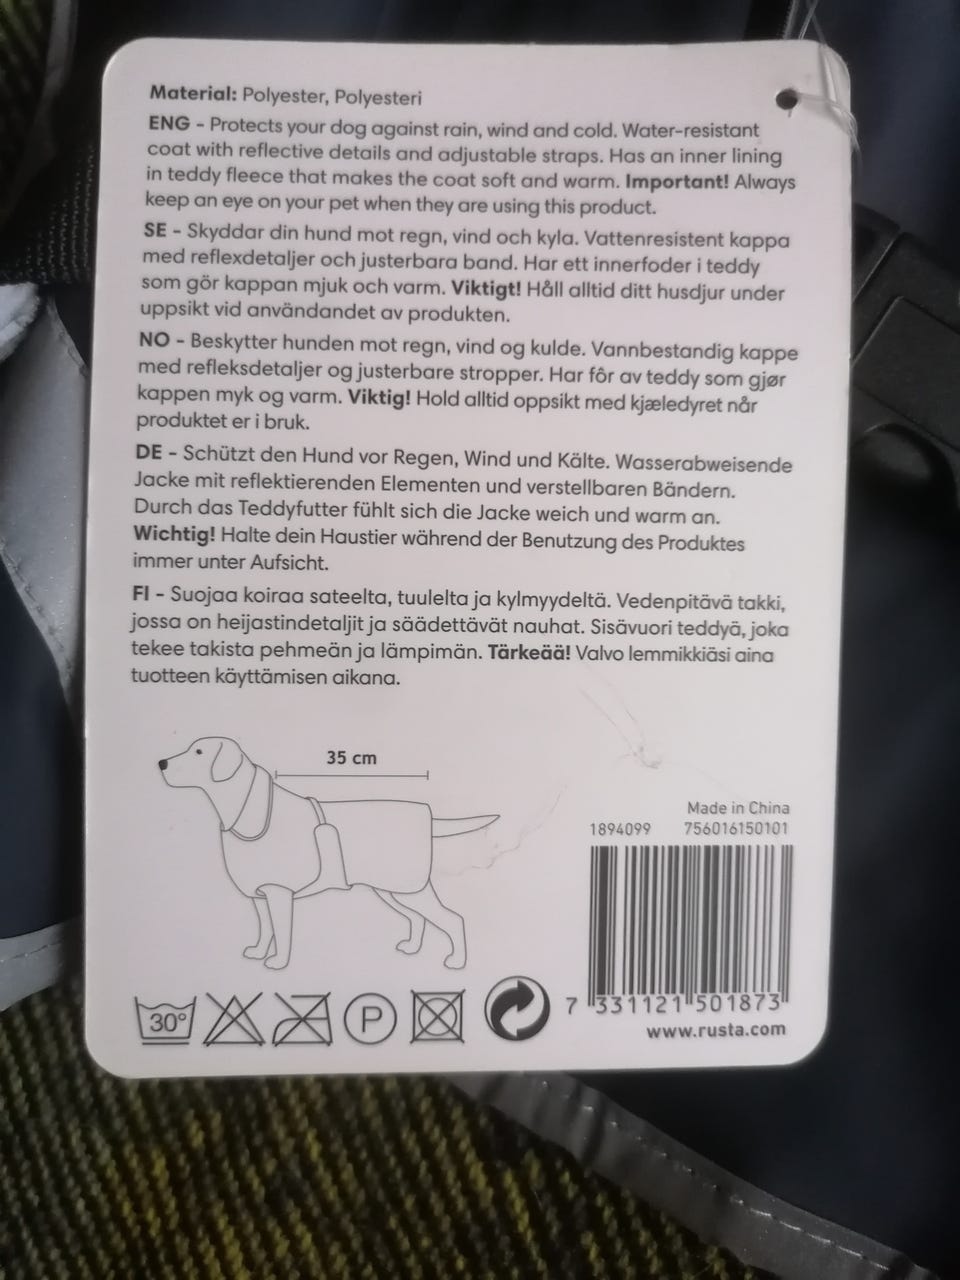 Material: Polyester, Polyesteri
ENG - Protects your dog against rain, wind and cold. Water-resistant
coat with reflective details and adjustable straps. Has an inner lining
in teddy fleece that makes the coat soft and warm. Important! Always
keep an eye on your pet when they are using this product.
SE - Skyddar din hund mot regn, vind och kyla. Vattenresistent kappa
med reflexdetaljer och justerbara band. Har ett innerfoder i teddy
som gör kappan mjuk och varm. Viktigt! Håll alltid ditt husdjur under
uppsikt vid användandet av produkten.
NO - Beskytter hunden mot regn, vind og kulde. Vannbestandig kappe
med refleksdetaljer og justerbare stropper. Har fôr av teddy som gjør
kappen myk og varm. Viktig! Hold alltid oppsikt med kjæledyret når
produktet er i bruk.
DE - Schützt den Hund vor Regen, Wind und Kälte. Wasserabweisende
Jacke mit reflektierenden Elementen und verstellbaren Bändern.
Durch das Teddyfutter fühlt sich die Jacke weich und warm an.
Wichtig! Halte dein Haustier während der Benutzung des Produktes
immer unter Aufsicht.
FI - Suojaa koiraa sateelta, tuulelta ja kylmyydeltä. Vedenpitävä takki,
jossa on heijastindetaljit ja säädettävät nauhat. Sisävuori teddyä, joka
tekee takista pehmeän ja lämpimän. Tärkeää! Valvo lemmikkiäsi aina
tuotteen käyttämisen aikana.
35 cm
Made in China
1894099 756016150101
30° P
7 331121 501873
www.rusta.com